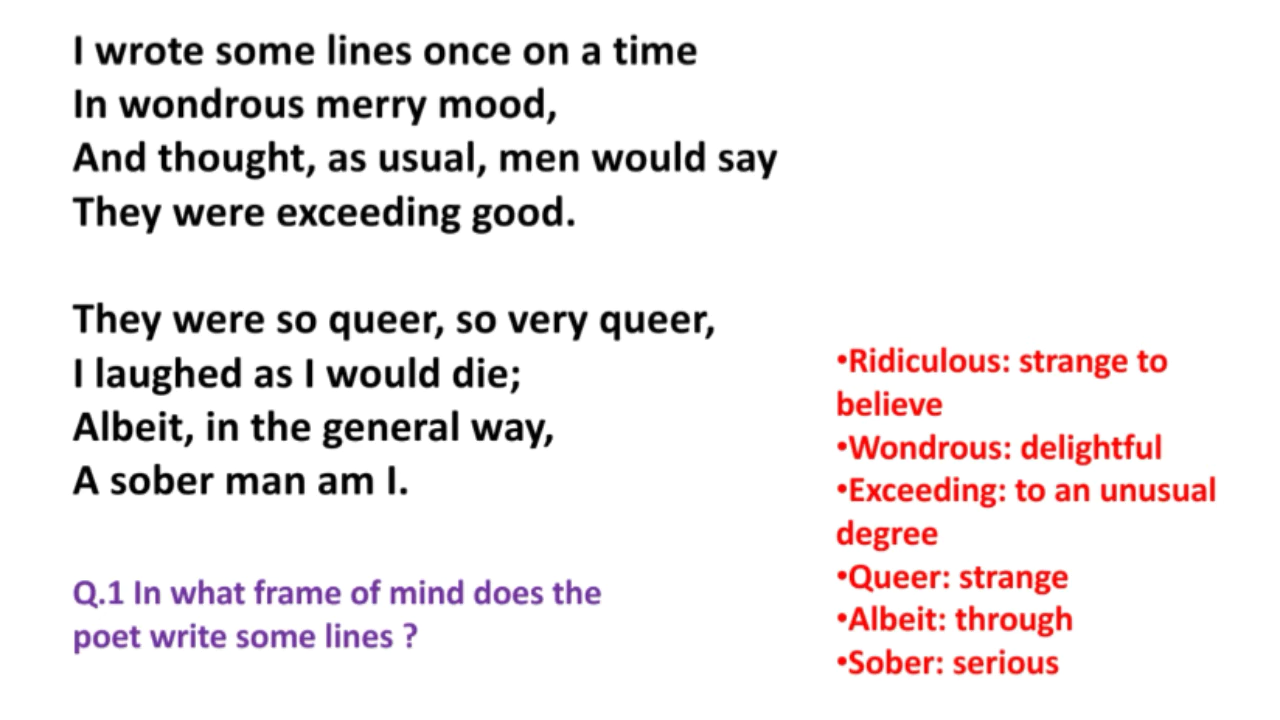 I wrote some lines once on a time
In wondrous merry mood,
And thought, as usual, men would say
They were exceeding good.
They were so queer, so very queer,
I laughed as I would die;
Albeit, in the general way,
A sober man am I.
Q.1 In what frame of mind does the
poet write some lines ?
•Ridiculous: strange to
believe
•Wondrous: delightful
•Exceeding: to an unusual
degree
•Queer: strange
•Albeit: through
•Sober: serious